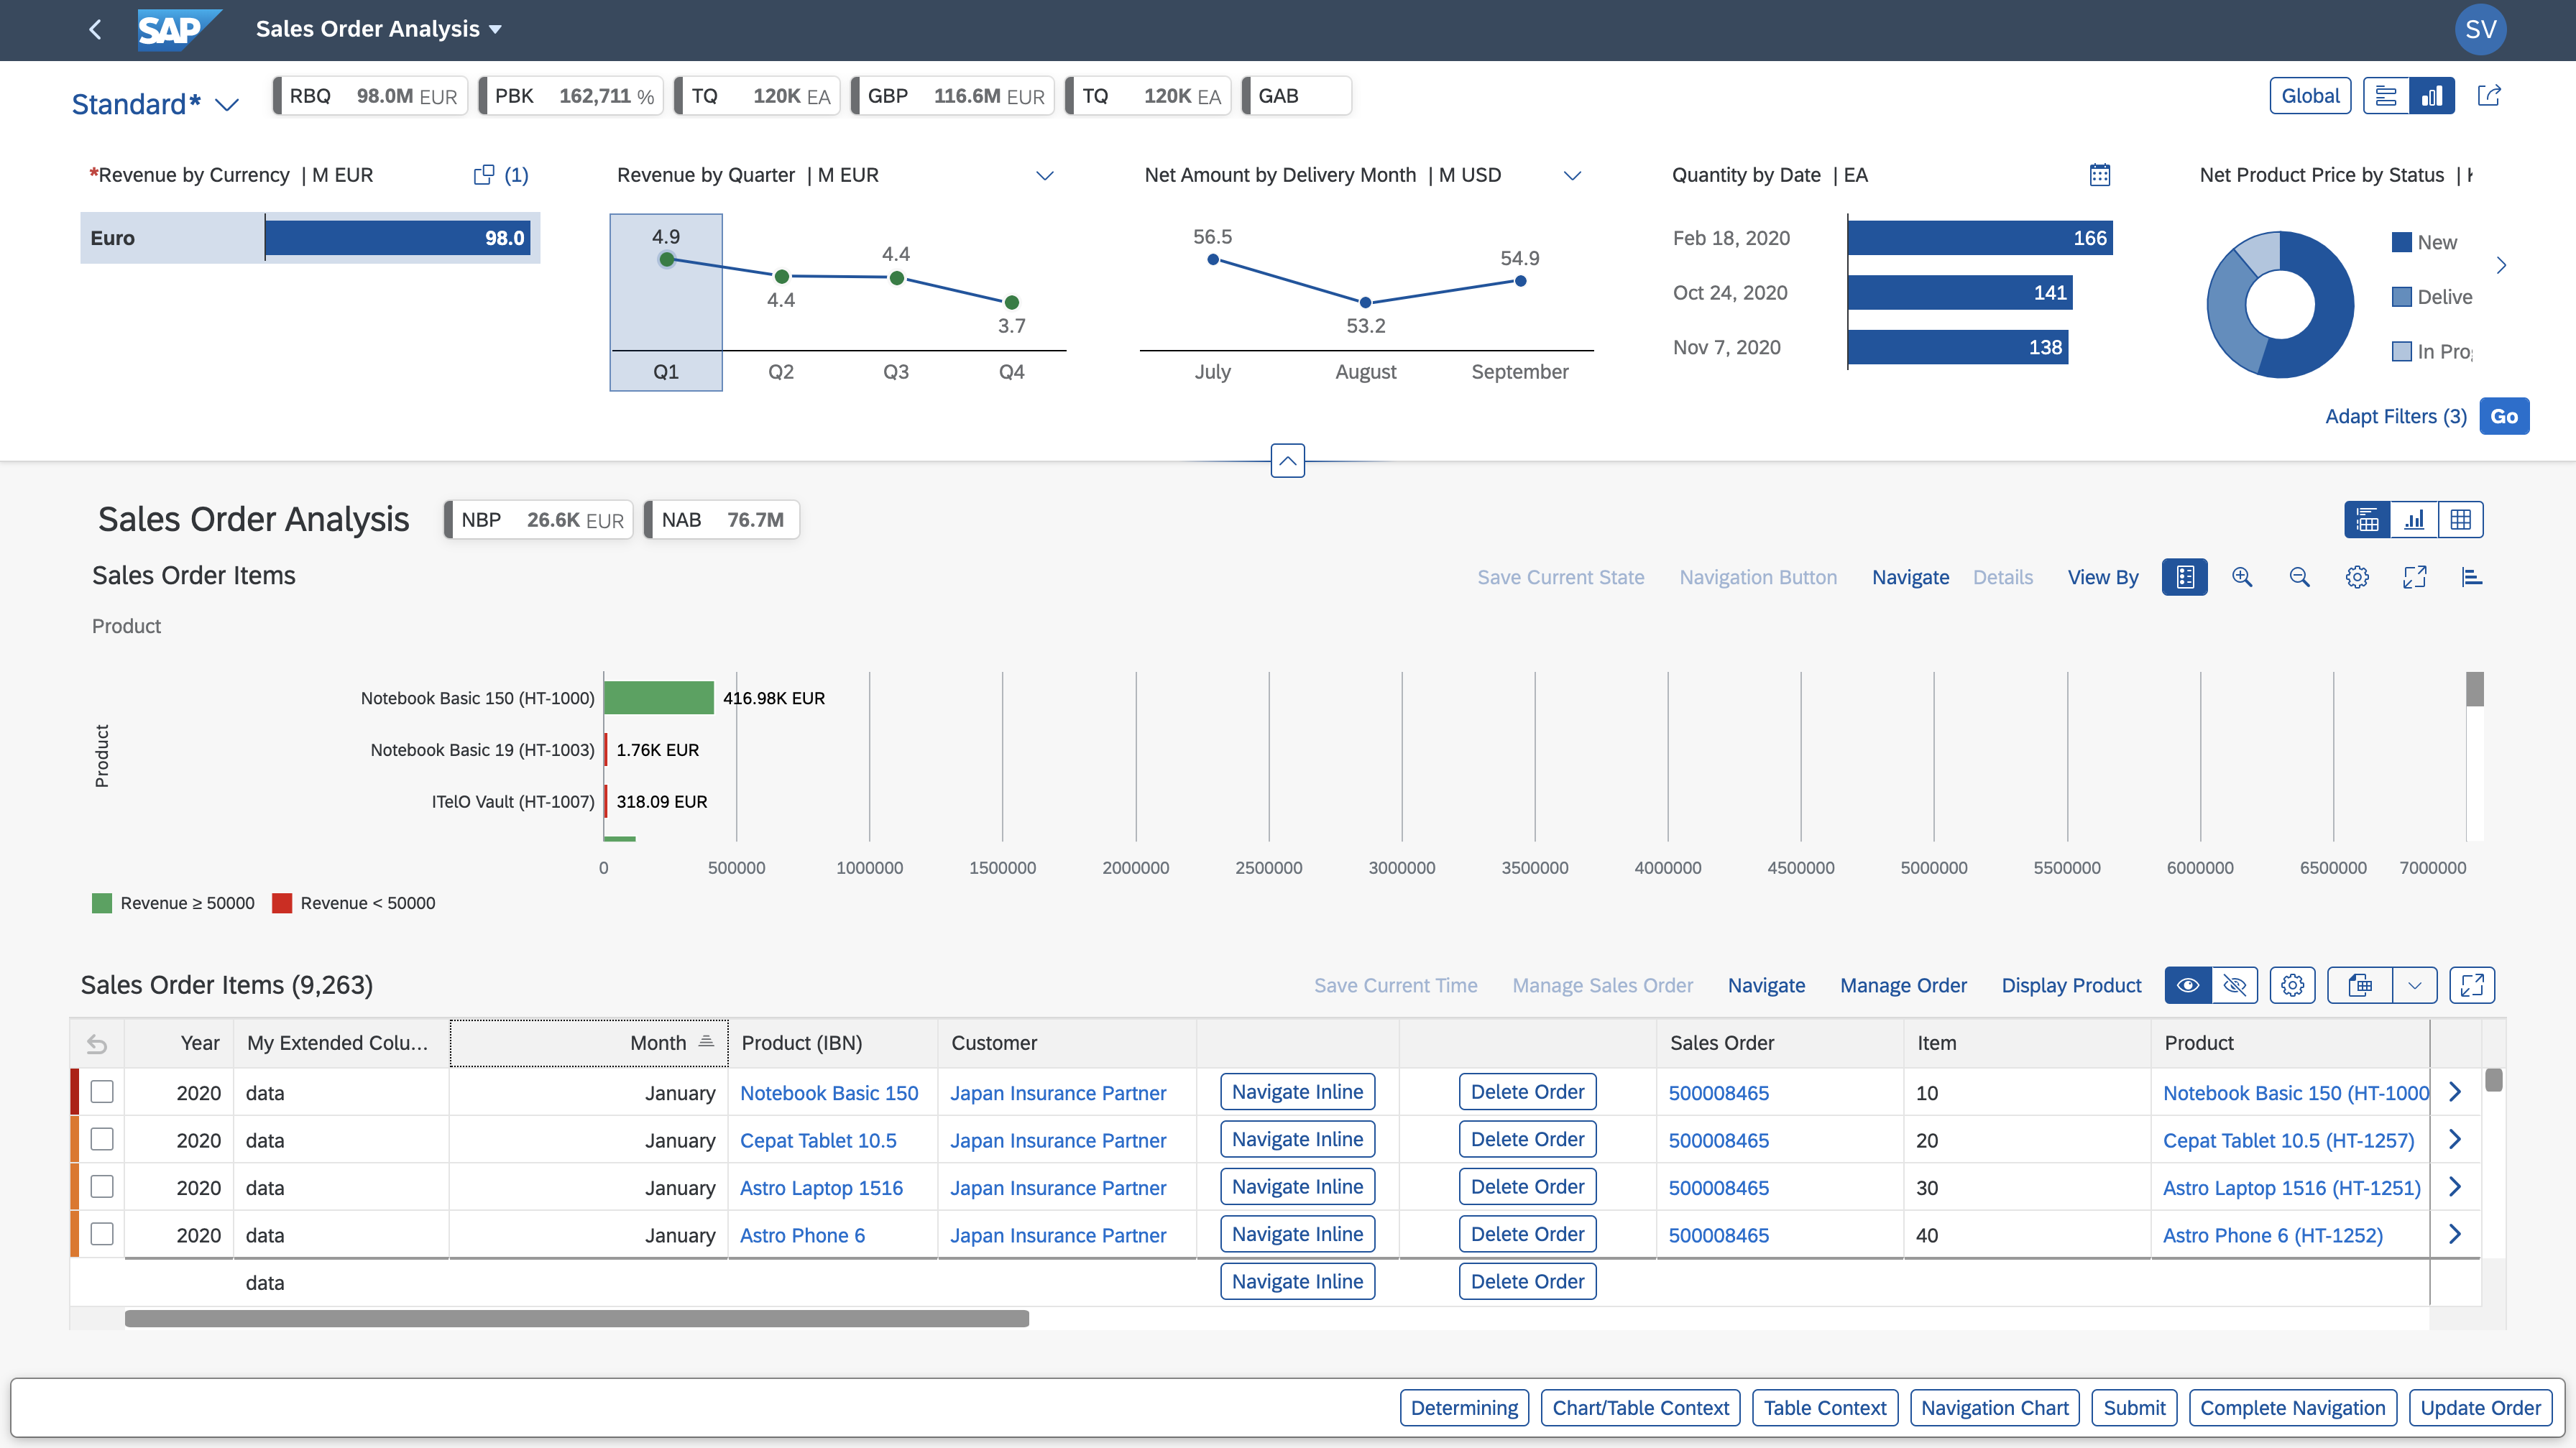 SAP Sales Order Analysis SV
Standard* RBQ 98.0M EUR PBK 162,711 % TQ 120K EA GBP 116.6M EUR TQ 120K EA GAB Global
*Revenue by Currency | M EUR (1)
Euro 98.0
Revenue by Quarter | M EUR
4.9 4.4 4.4 3.7
Q1 Q2 Q3 Q4
Net Amount by Delivery Month | M USD
56.5 53.2 54.9
July August September
Quantity by Date | EA
Feb 18, 2020 166
Oct 24, 2020 141
Nov 7, 2020 138
Net Product Price by Status |
New
Delive
In Pro
Adapt Filters (3) Go
Sales Order Analysis NBP 26.6K EUR NAB 76.7M
Sales Order Items Save Current State Navigation Button Navigate Details View By
Product
Product
Notebook Basic 150 (HT-1000) 416.98K EUR
Notebook Basic 19 (HT-1003) 1.76K EUR
ITelO Vault (HT-1007) 318.09 EUR
0 500000 1000000 1500000 2000000 2500000 3000000 3500000 4000000 4500000 5000000 5500000 6000000 6500000 7000000
Revenue ≥ 50000 Revenue < 50000
Sales Order Items (9,263) Save Current Time Manage Sales Order Navigate Manage Order Display Product
Year My Extended Colu... Month Product (IBN) Customer Sales Order Item Product
2020 data January Notebook Basic 150 Japan Insurance Partner Navigate Inline Delete Order 500008465 10 Notebook Basic 150 (HT-1000
2020 data January Cepat Tablet 10.5 Japan Insurance Partner Navigate Inline Delete Order 500008465 20 Cepat Tablet 10.5 (HT-1257)
2020 data January Astro Laptop 1516 Japan Insurance Partner Navigate Inline Delete Order 500008465 30 Astro Laptop 1516 (HT-1251)
2020 data January Astro Phone 6 Japan Insurance Partner Navigate Inline Delete Order 500008465 40 Astro Phone 6 (HT-1252)
data Navigate Inline Delete Order
Determining Chart/Table Context Table Context Navigation Chart Submit Complete Navigation Update Order